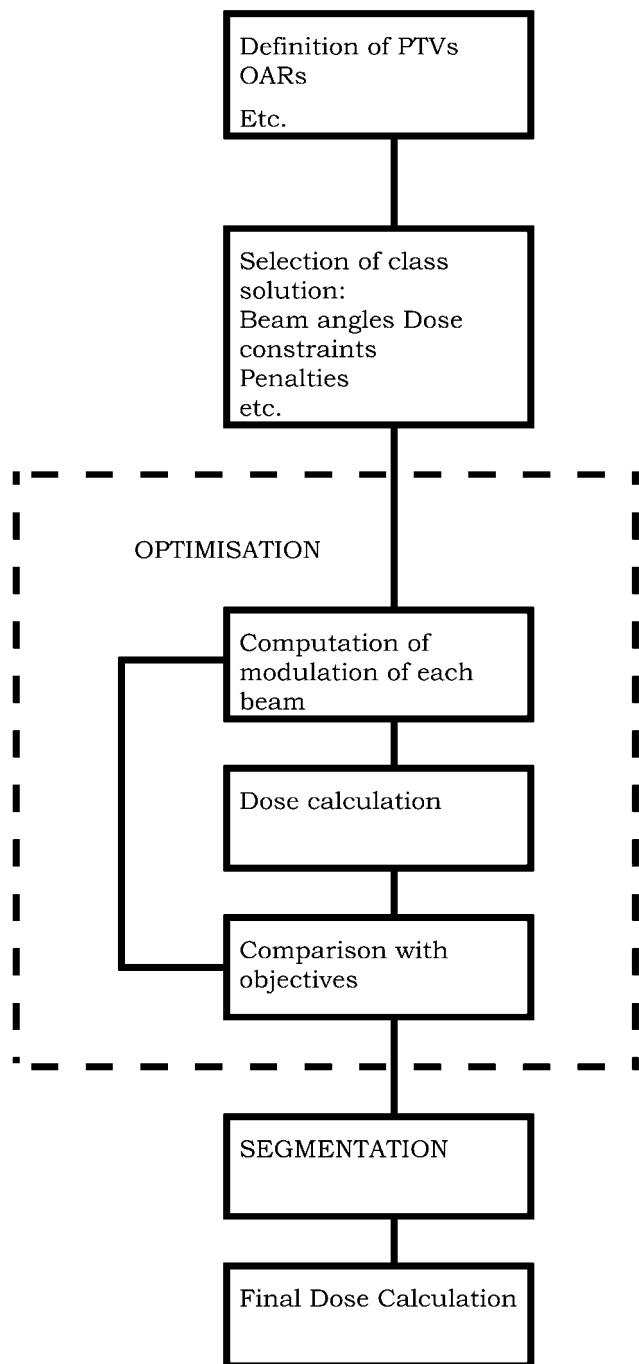 Definition of PTVs
OARs
Etc.
Selection of class
solution:
Beam angles Dose
constraints
Penalties
etc.
OPTIMISATION
Computation of
modulation of each
beam
Dose calculation
Comparison with
objectives
SEGMENTATION
Final Dose Calculation